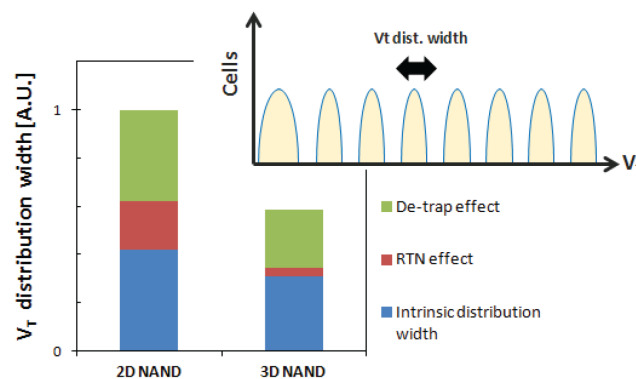 Vt dist. width
Cells
V
V_T distribution width [A.U.]
1
0
2D NAND
3D NAND
De-trap effect
RTN effect
Intrinsic distribution
width